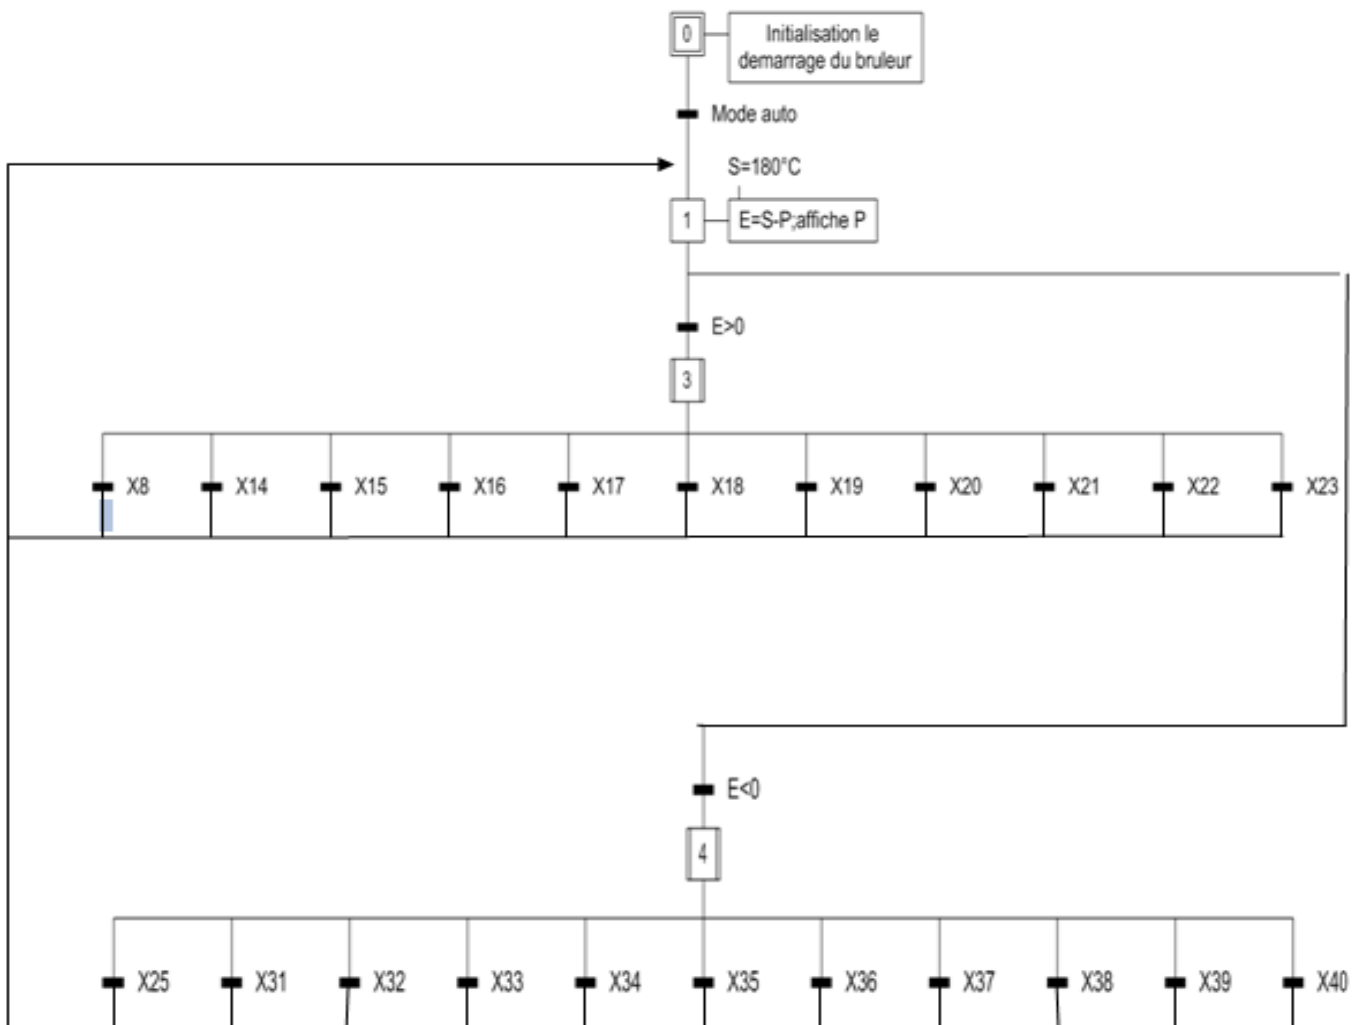 0
Initialisation le
demarrage du bruleur
Mode auto
S=180°C
1
E=S-P;affiche P
E>0
3
X8 X14 X15 X16 X17 X18 X19 X20 X21 X22 X23
E<0
4
X25 X31 X32 X33 X34 X35 X36 X37 X38 X39 X40